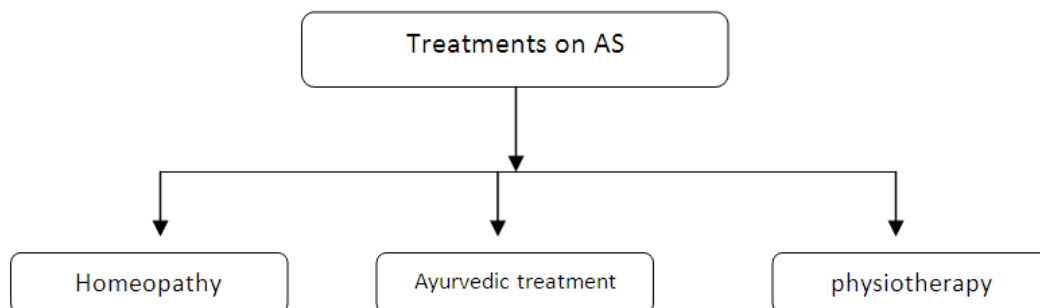 Treatments on AS
Homeopathy
Ayurvedic treatment
physiotherapy